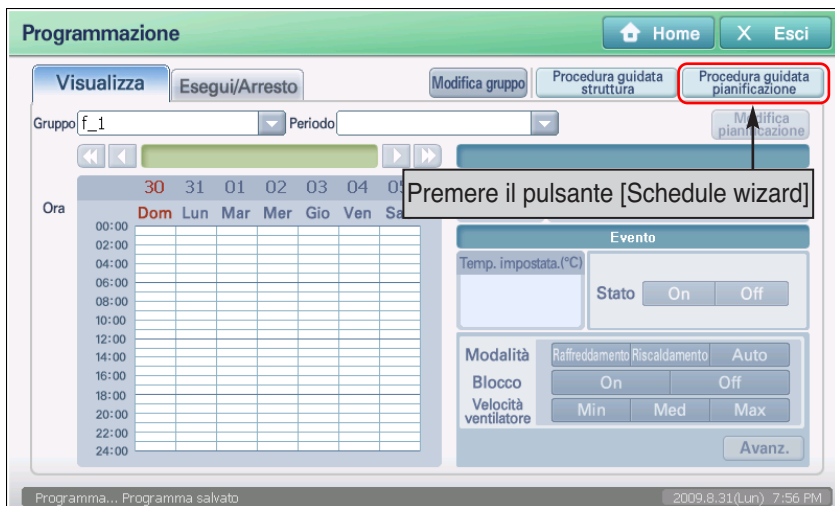 Programmazione
Home
X Esci
Visualizza
Esegui/Arresto
Modifica gruppo
Procedura guidata
struttura
Procedura guidata
pianificazione
Gruppo f_1
Periodo
Modifica
pianificazione
Premere il pulsante [Schedule wizard]
30 31 01 02 03 04 05
Ora
Dom Lun Mar Mer Gio Ven Sa
00:00
02:00
04:00
06:00
08:00
10:00
12:00
14:00
16:00
18:00
20:00
22:00
24:00
Evento
Temp. impostata.(°C)
Stato On Off
Modalità Raffreddamento Riscaldamento Auto
Blocco On Off
Velocità
ventilatore
Min Med Max
Avanz.
Programma... Programma salvato
2009.8.31(Lun) 7:56 PM